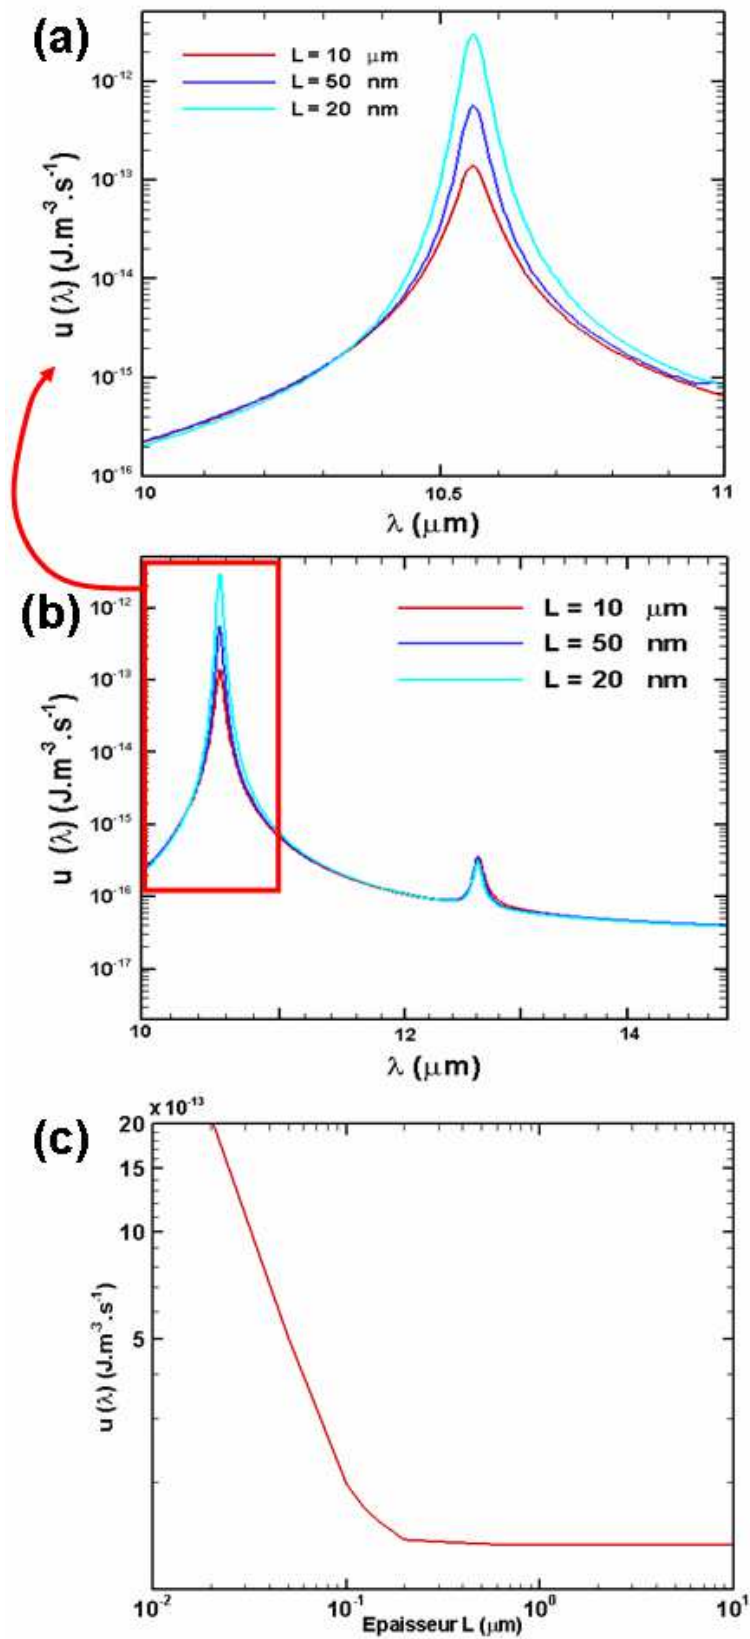 (a)
L = 10 μm
L = 50 nm
L = 20 nm
10⁻¹²
10⁻¹³
10⁻¹⁴
10⁻¹⁵
10⁻¹⁶
u (λ) (J.m⁻³.s⁻¹)
10 10.5 11
λ (μm)
(b)
L = 10 μm
L = 50 nm
L = 20 nm
10⁻¹²
10⁻¹³
10⁻¹⁴
10⁻¹⁵
10⁻¹⁶
10⁻¹⁷
u (λ) (J.m⁻³.s⁻¹)
10 12 14
λ (μm)
(c)
x 10⁻¹³
20
15
10
5
u (λ) (J.m⁻³.s⁻¹)
10⁻² 10⁻¹ 10⁰ 10¹
Epaisseur L (μm)